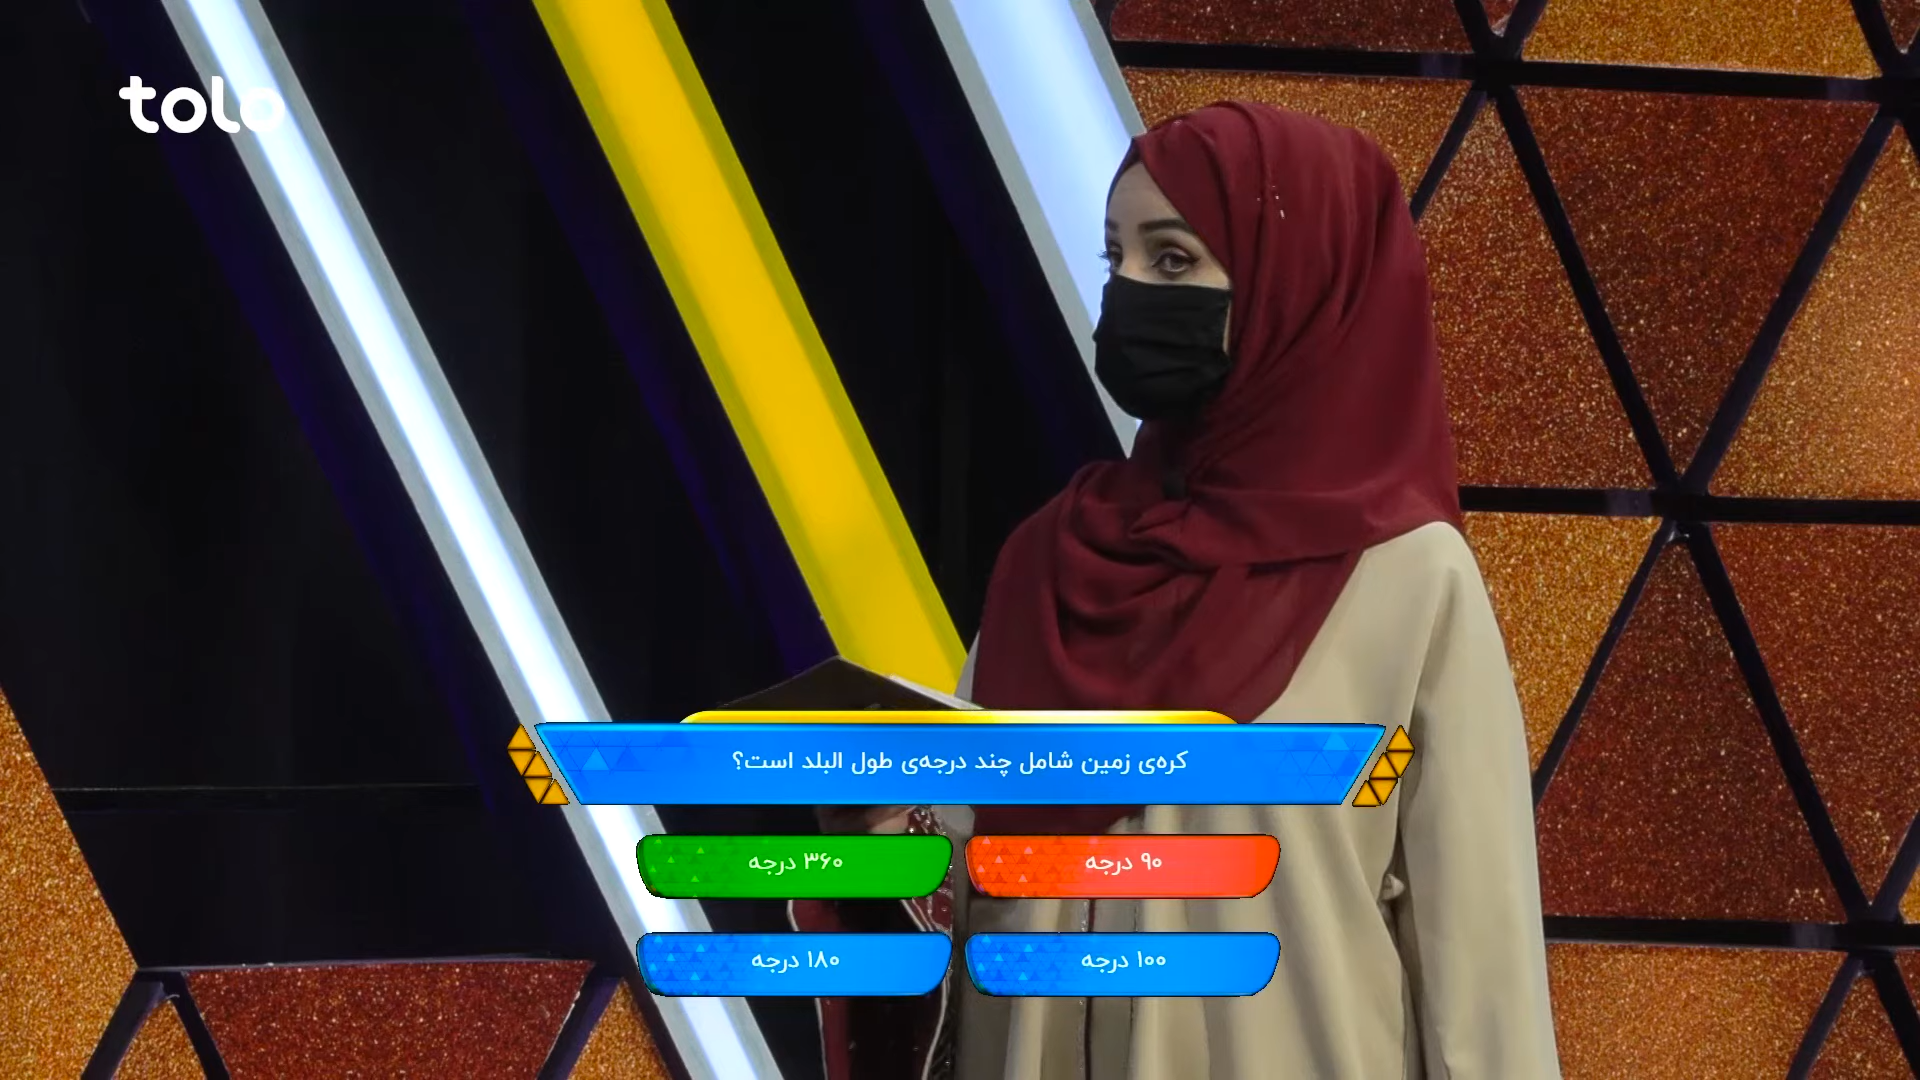 tolo
کره‌ی زمین شامل چند درجه‌ی طول البلد است؟
۹۰ درجه
۳۶۰ درجه
۱۰۰ درجه
۱۸۰ درجه